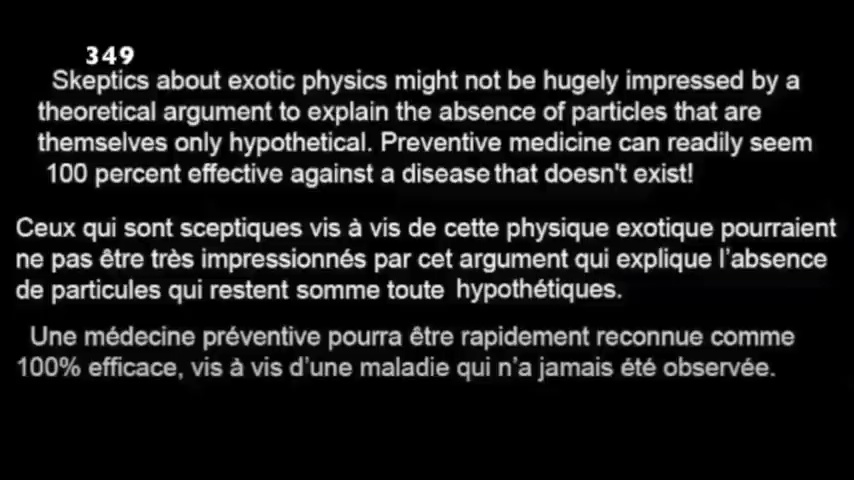 349
Skeptics about exotic physics might not be hugely impressed by a
theoretical argument to explain the absence of particles that are
themselves only hypothetical. Preventive medicine can readily seem
100 percent effective against a disease that doesn't exist!
Ceux qui sont sceptiques vis à vis de cette physique exotique pourraient
ne pas être très impressionnés par cet argument qui explique l'absence
de particules qui restent somme toute hypothétiques.
Une médecine préventive pourra être rapidement reconnue comme
100% efficace, vis à vis d'une maladie qui n'a jamais été observée.